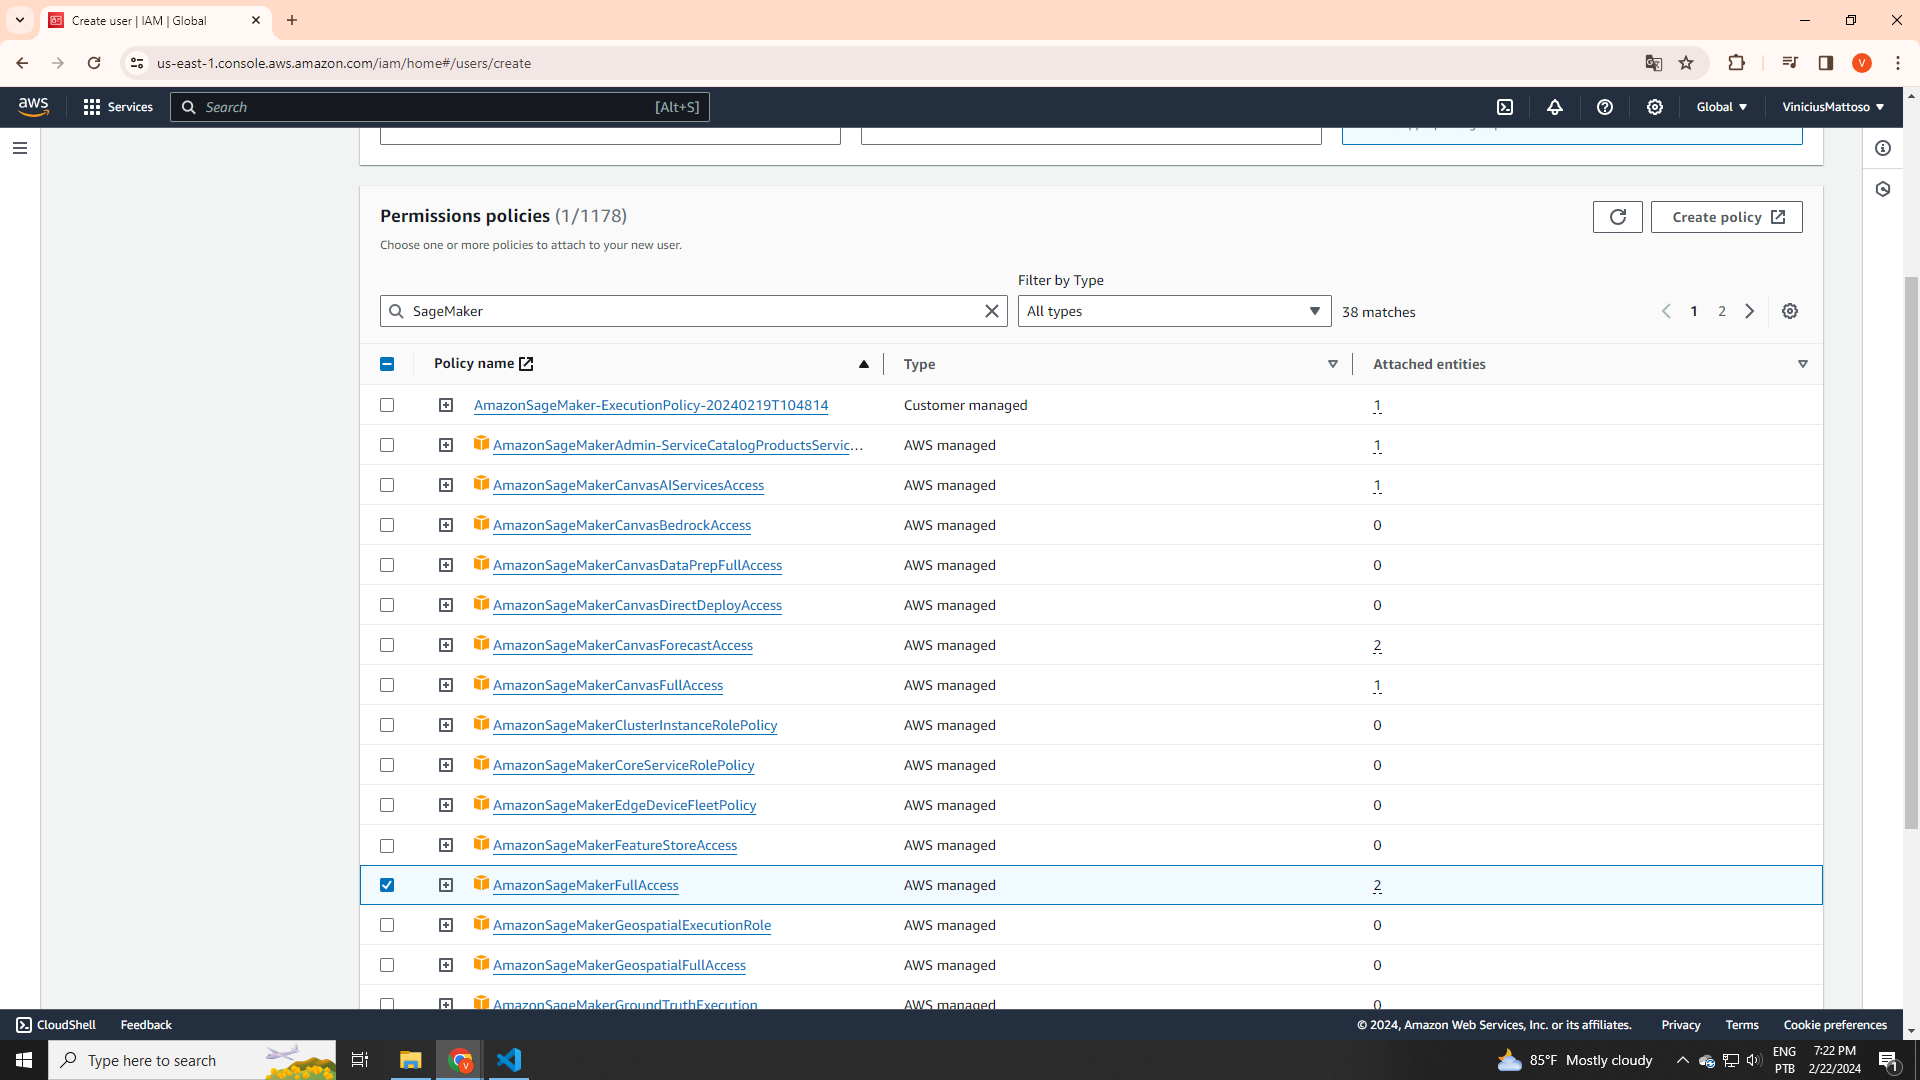 Create user | IAM | Global
us-east-1.console.aws.amazon.com/iam/home#/users/create
V
aws
Services
Search
[Alt+S]
Global
ViniciusMattoso
Permissions policies (1/1178)
Create policy
Choose one or more policies to attach to your new user.
Filter by Type
SageMaker
All types
38 matches
1 2
Policy name
Type
Attached entities
AmazonSageMaker-ExecutionPolicy-20240219T104814 Customer managed 1
AmazonSageMakerAdmin-ServiceCatalogProductsServic... AWS managed 1
AmazonSageMakerCanvasAIServicesAccess AWS managed 1
AmazonSageMakerCanvasBedrockAccess AWS managed 0
AmazonSageMakerCanvasDataPrepFullAccess AWS managed 0
AmazonSageMakerCanvasDirectDeployAccess AWS managed 0
AmazonSageMakerCanvasForecastAccess AWS managed 2
AmazonSageMakerCanvasFullAccess AWS managed 1
AmazonSageMakerClusterInstanceRolePolicy AWS managed 0
AmazonSageMakerCoreServiceRolePolicy AWS managed 0
AmazonSageMakerEdgeDeviceFleetPolicy AWS managed 0
AmazonSageMakerFeatureStoreAccess AWS managed 0
AmazonSageMakerFullAccess AWS managed 2
AmazonSageMakerGeospatialExecutionRole AWS managed 0
AmazonSageMakerGeospatialFullAccess AWS managed 0
AmazonSageMakerGroundTruthExecution AWS managed 0
CloudShell
Feedback
© 2024, Amazon Web Services, Inc. or its affiliates.
Privacy
Terms
Cookie preferences
Type here to search
85°F Mostly cloudy
ENG
PTB
7:22 PM
2/22/2024
1